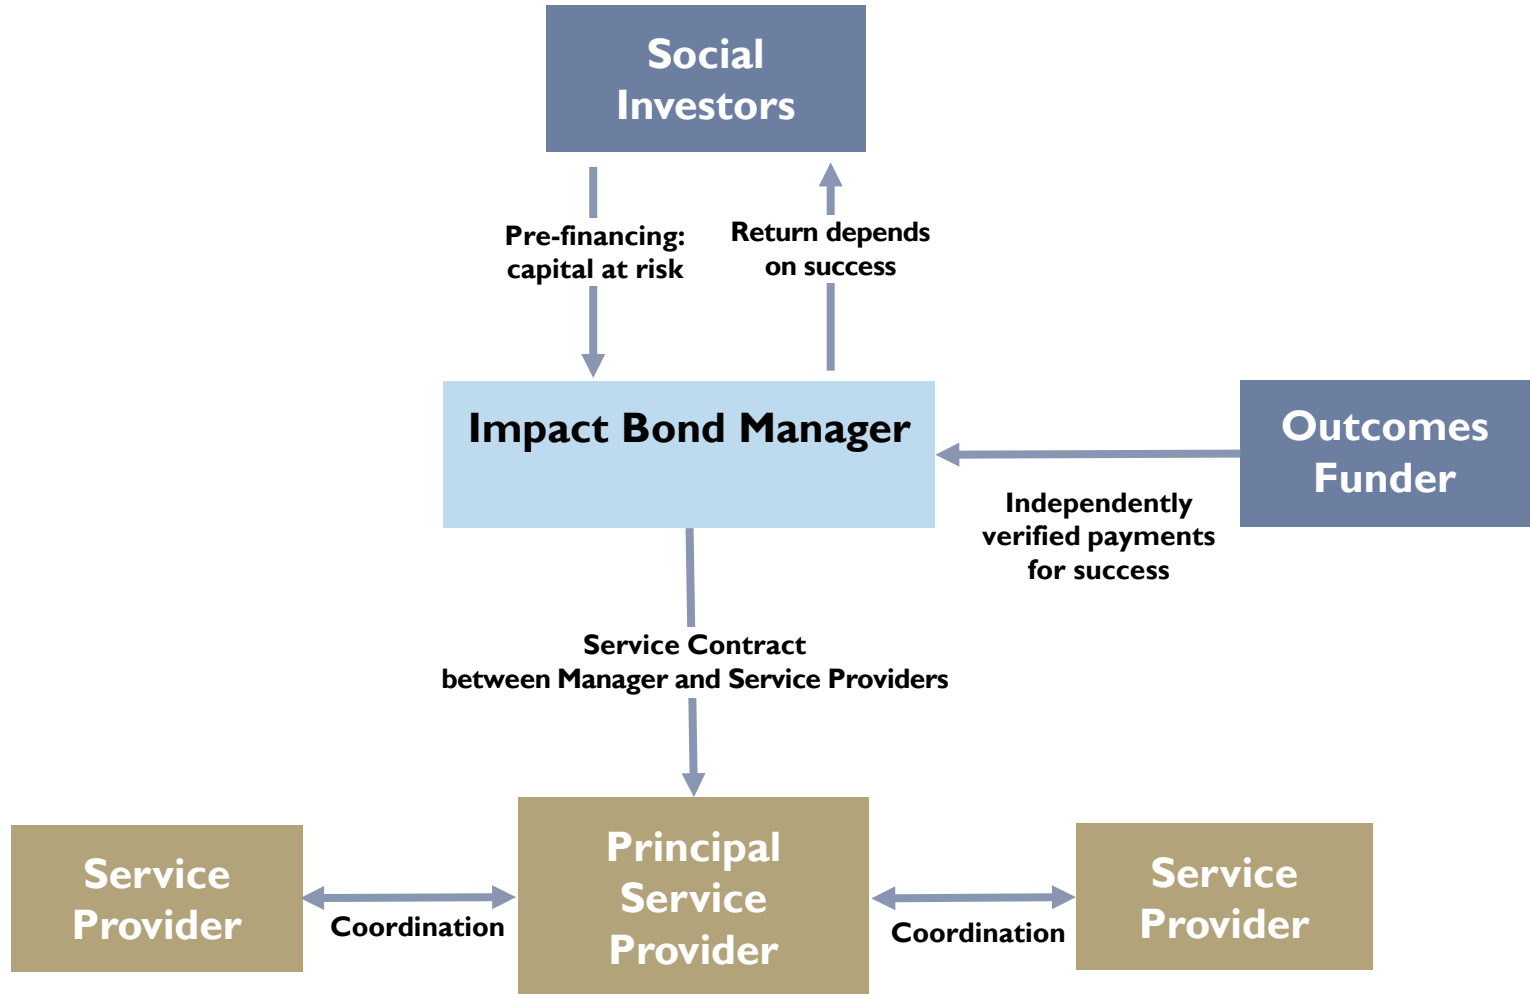 Social
Investors
Pre-financing:
capital at risk
Return depends
on success
Impact Bond Manager
Outcomes
Funder
Independently
verified payments
for success
Service Contract
between Manager and Service Providers
Service
Provider
Coordination
Principal
Service
Provider
Coordination
Service
Provider